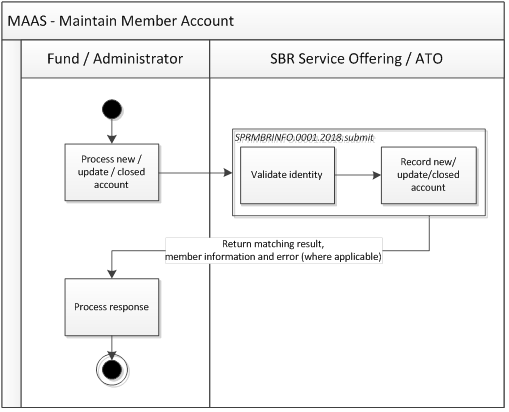 MAAS - Maintain Member Account
Fund / Administrator
SBR Service Offering / ATO
SPRMBRINFO.0001.2018.submit
Process new /
update / closed
account
Validate identity
Record new/
update/closed
account
Return matching result,
member information and error (where applicable)
Process response